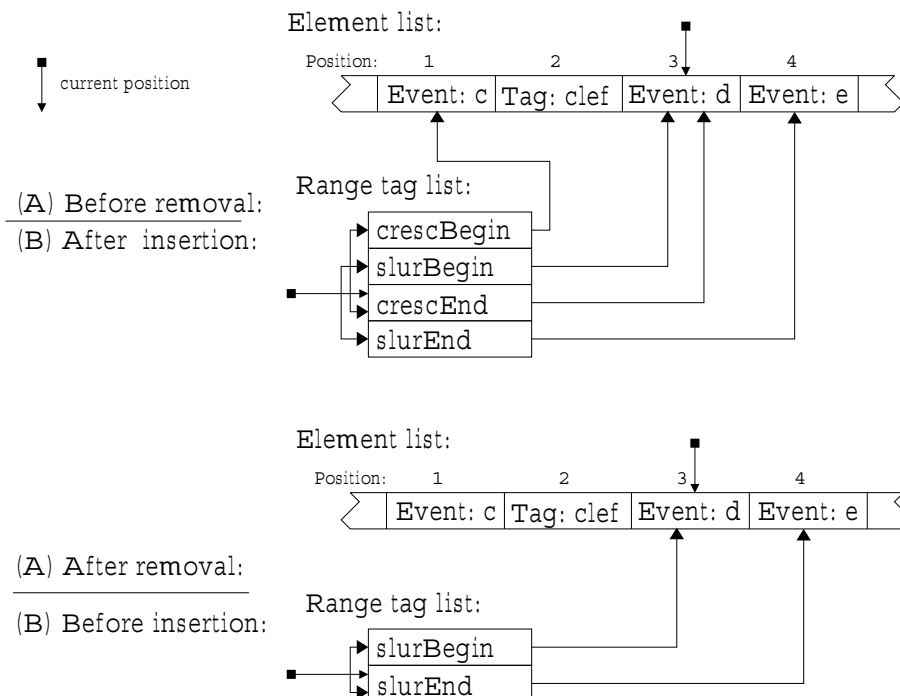 Element list:
Position: 1 2 3 4
current position
Event: c Tag: clef Event: d Event: e
Range tag list:
(A) Before removal:
(B) After insertion:
crescBegin
slurBegin
crescEnd
slurEnd
Element list:
Position: 1 2 3 4
Event: c Tag: clef Event: d Event: e
(A) After removal:
(B) Before insertion:
Range tag list:
slurBegin
slurEnd